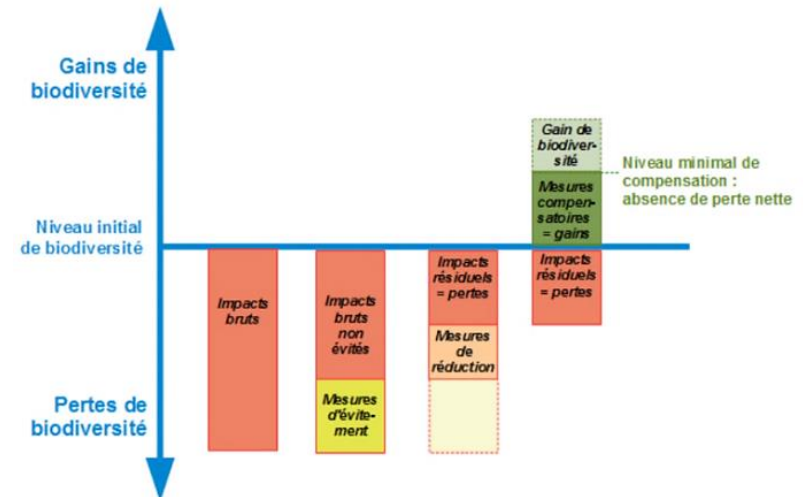 Gains de
biodiversité
Niveau initial
de biodiversité
Pertes de
biodiversité
Impacts
bruts
Impacts
bruts
non
évités
Mesures
d'évite-
ment
Impacts
résiduels
= pertes
Mesures
de
réduction
Gain de
biodiver-
sité
Mesures
compen-
satoires
= gains
Impacts
résiduels
= pertes
Niveau minimal de
compensation :
absence de perte nette